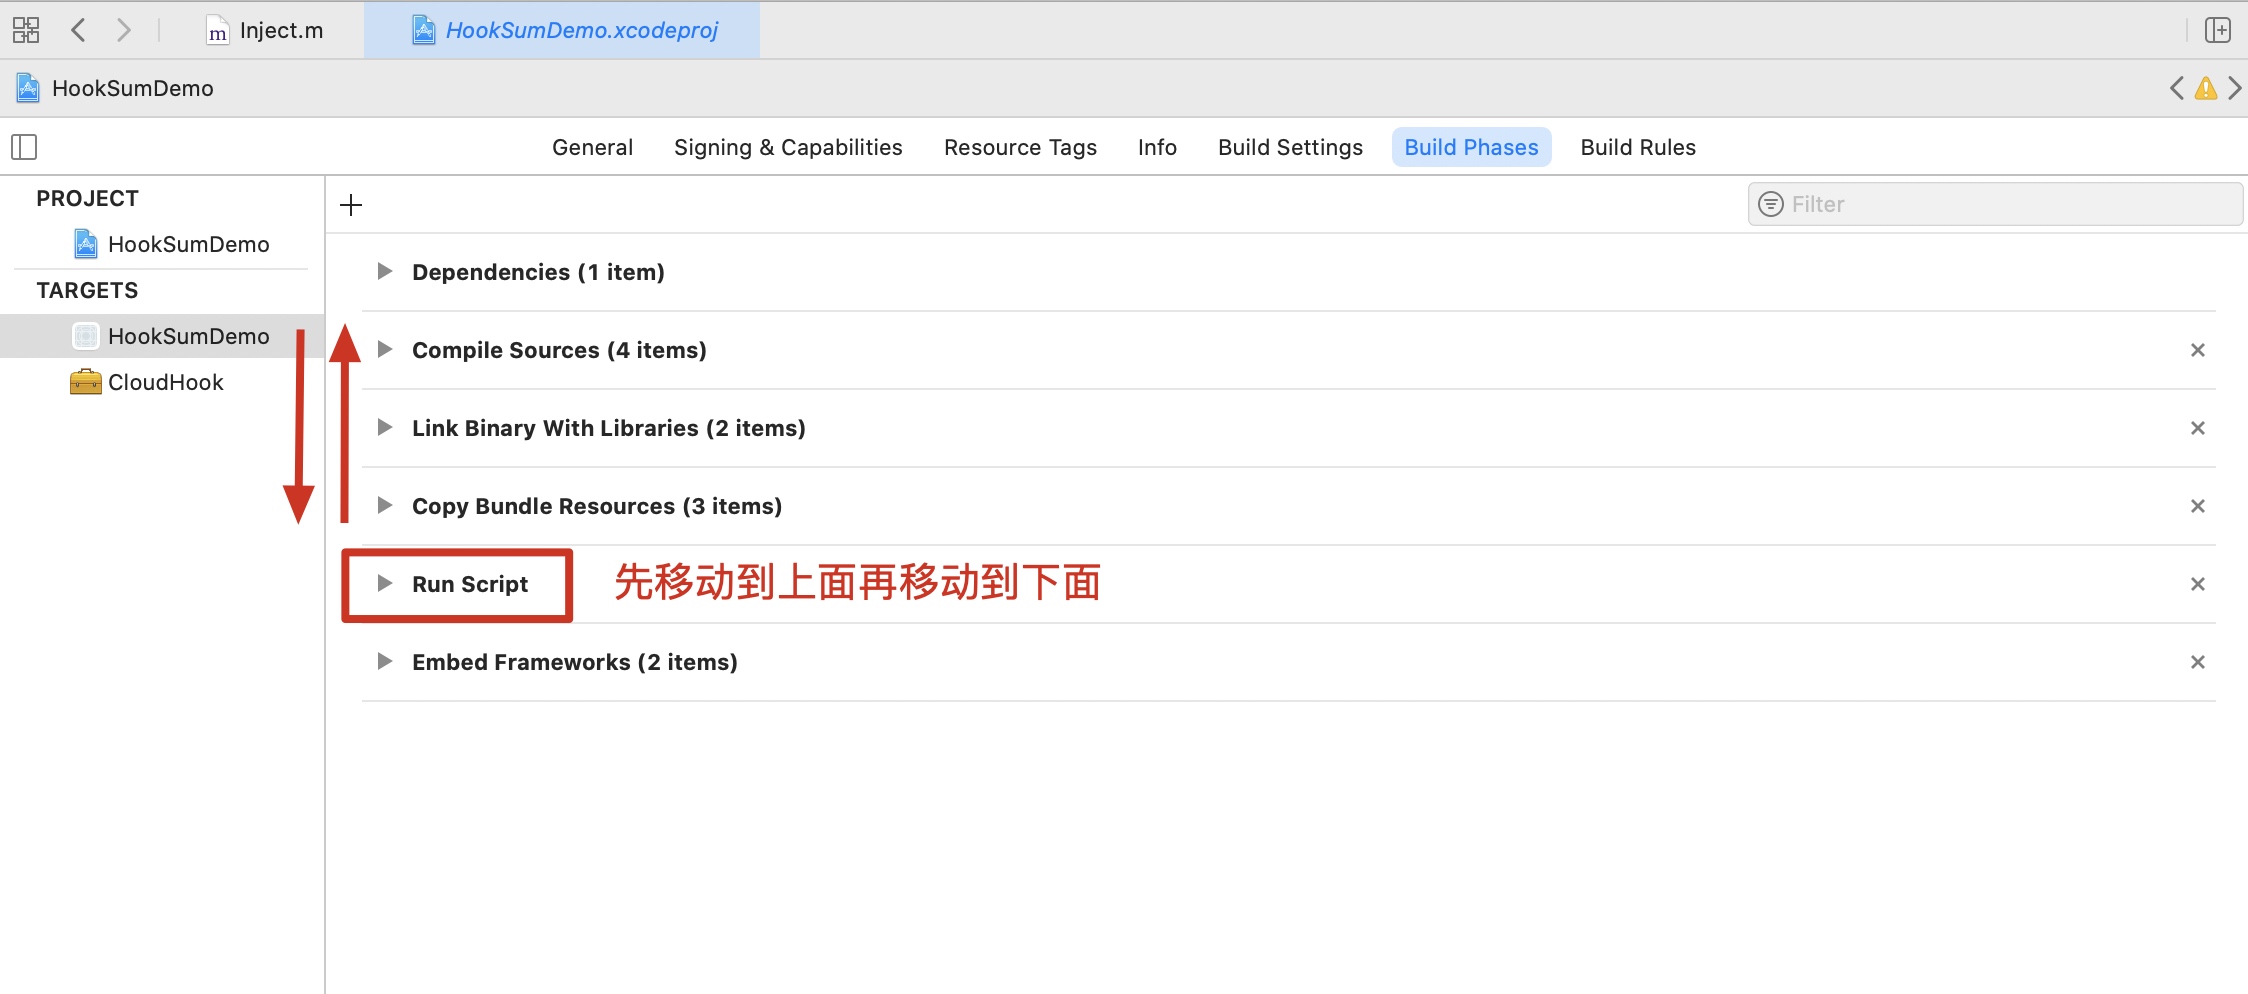 Inject.m
HookSumDemo.xcodeproj
HookSumDemo
General Signing & Capabilities Resource Tags Info Build Settings Build Phases Build Rules
PROJECT
Filter
HookSumDemo
TARGETS
HookSumDemo
CloudHook
Dependencies (1 item)
Compile Sources (4 items)
Link Binary With Libraries (2 items)
Copy Bundle Resources (3 items)
Run Script
先移动到上面再移动到下面
Embed Frameworks (2 items)